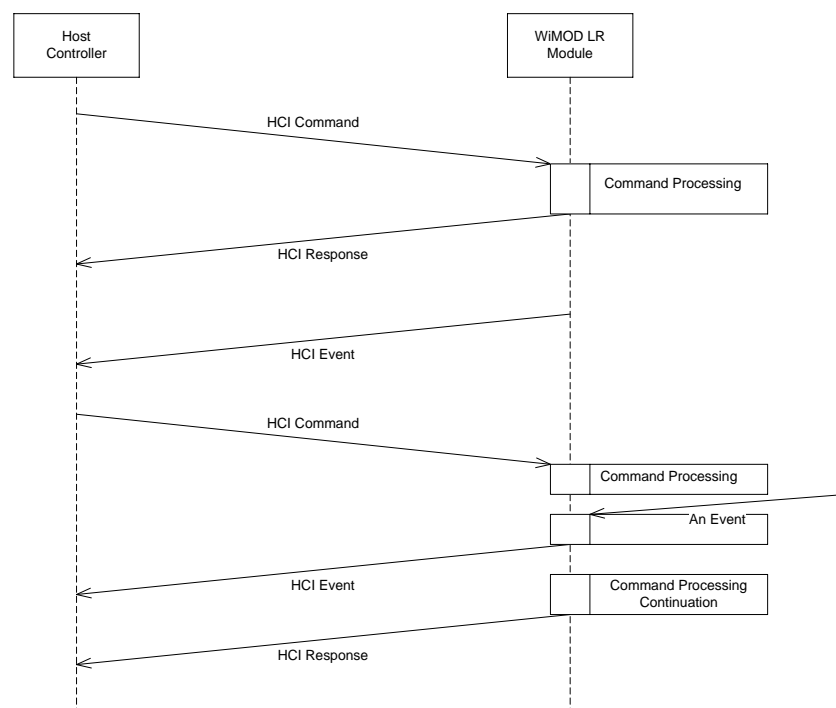 Host
Controller
WiMOD LR
Module
HCI Command
Command Processing
HCI Response
HCI Event
HCI Command
Command Processing
An Event
HCI Event
Command Processing
Continuation
HCI Response